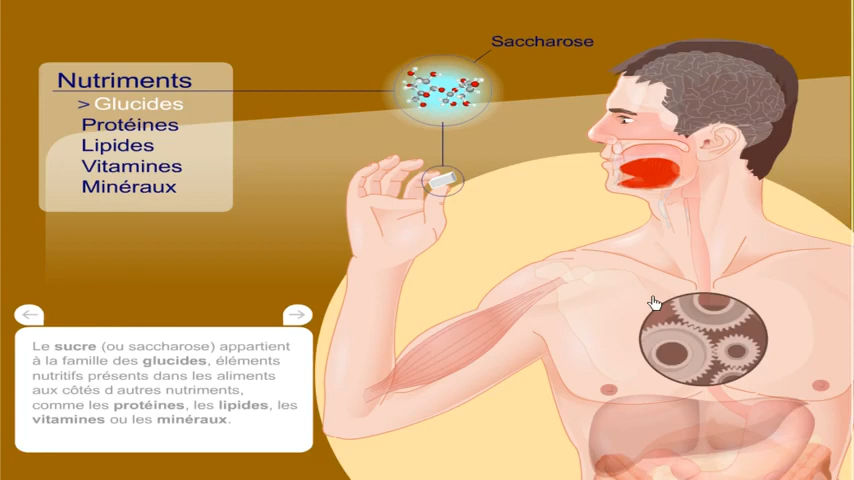 Saccharose
Nutriments
> Glucides
Protéines
Lipides
Vitamines
Minéraux
Le sucre (ou saccharose) appartient
à la famille des glucides, éléments
nutritifs présents dans les aliments
aux côtés d autres nutriments,
comme les protéines, les lipides, les
vitamines ou les minéraux.